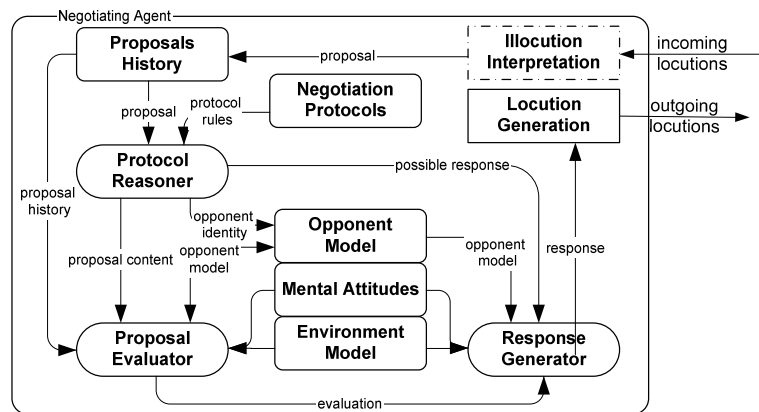 Negotiating Agent
Proposals
History
proposal
Illocution
Interpretation
incoming
locutions
Negotiation
Protocols
protocol
rules
proposal
Locution
Generation
outgoing
locutions
Protocol
Reasoner
possible response
proposal
history
opponent
identity
Opponent
Model
proposal content
opponent
model
opponent
model
response
Mental Attitudes
Proposal
Evaluator
Environment
Model
Response
Generator
evaluation